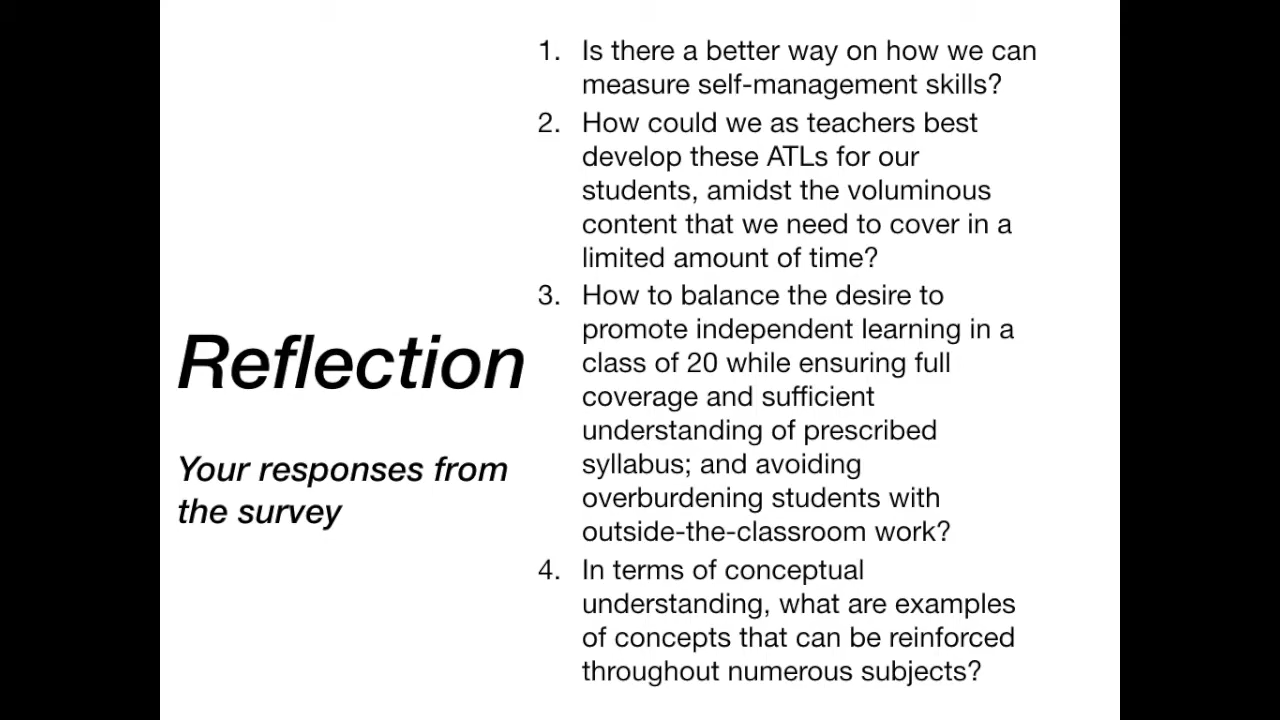 Reflection
Your responses from
the survey
1. Is there a better way on how we can
measure self-management skills?
2. How could we as teachers best
develop these ATLs for our
students, amidst the voluminous
content that we need to cover in a
limited amount of time?
3. How to balance the desire to
promote independent learning in a
class of 20 while ensuring full
coverage and sufficient
understanding of prescribed
syllabus; and avoiding
overburdening students with
outside-the-classroom work?
4. In terms of conceptual
understanding, what are examples
of concepts that can be reinforced
throughout numerous subjects?